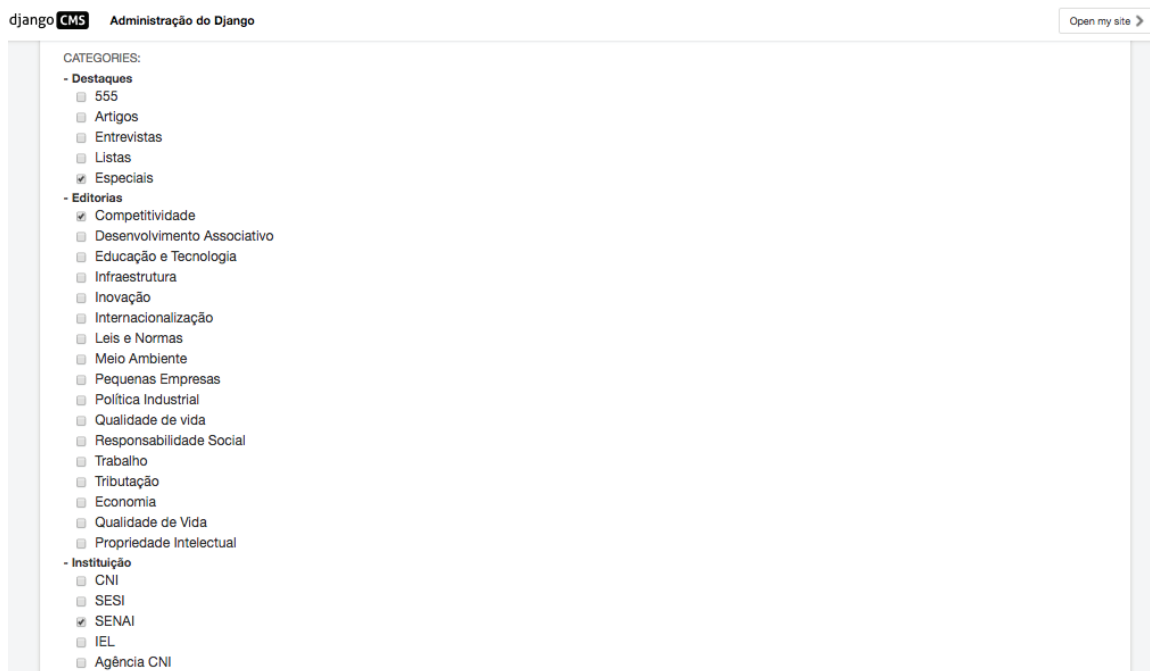 django CMS Administração do Django Open my site
CATEGORIES:
- Destaques
555
Artigos
Entrevistas
Listas
Especiais
- Editorias
Competitividade
Desenvolvimento Associativo
Educação e Tecnologia
Infraestrutura
Inovação
Internacionalização
Leis e Normas
Meio Ambiente
Pequenas Empresas
Política Industrial
Qualidade de vida
Responsabilidade Social
Trabalho
Tributação
Economia
Qualidade de Vida
Propriedade Intelectual
- Instituição
CNI
SESI
SENAI
IEL
Agência CNI